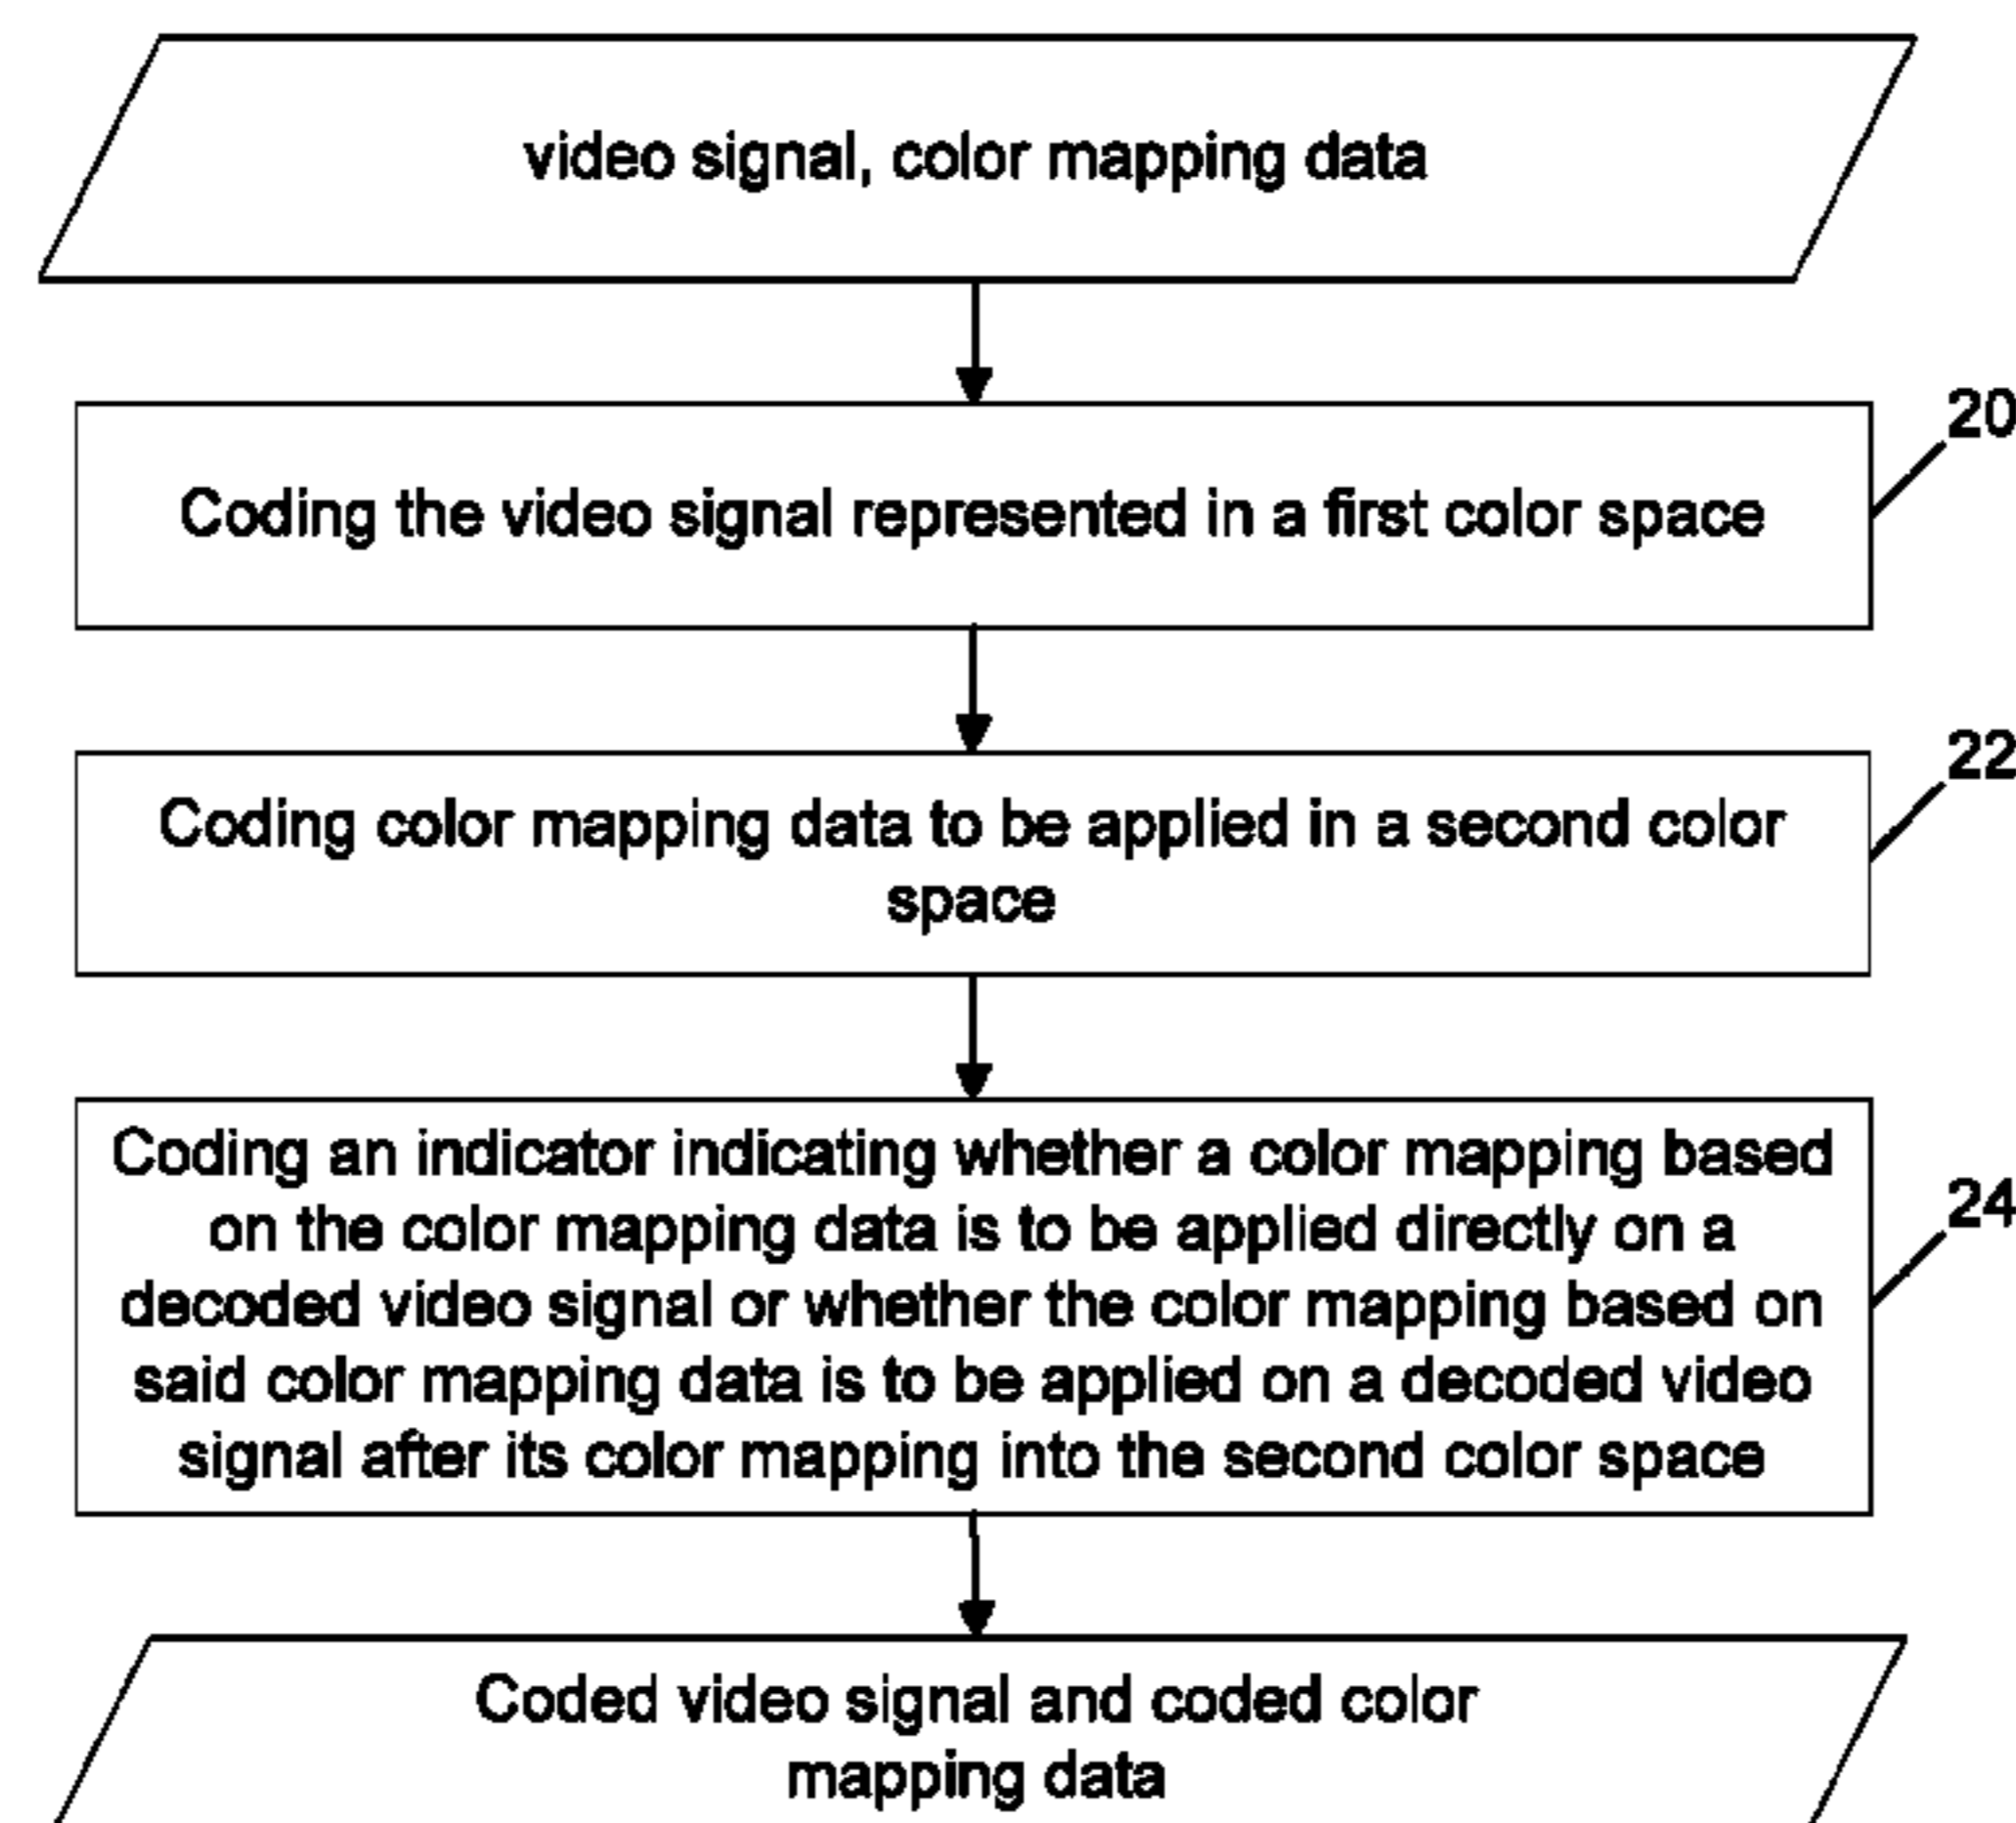 video signal, color mapping data
20
Coding the video signal represented in a first color space
22
Coding color mapping data to be applied in a second color
space
Coding an indicator indicating whether a color mapping based
on the color mapping data is to be applied directly on a
24
decoded video signal or whether the color mapping based on
said color mapping data is to be applied on a decoded video
signal after its color mapping into the second color space
Coded video signal and coded color
mapping data